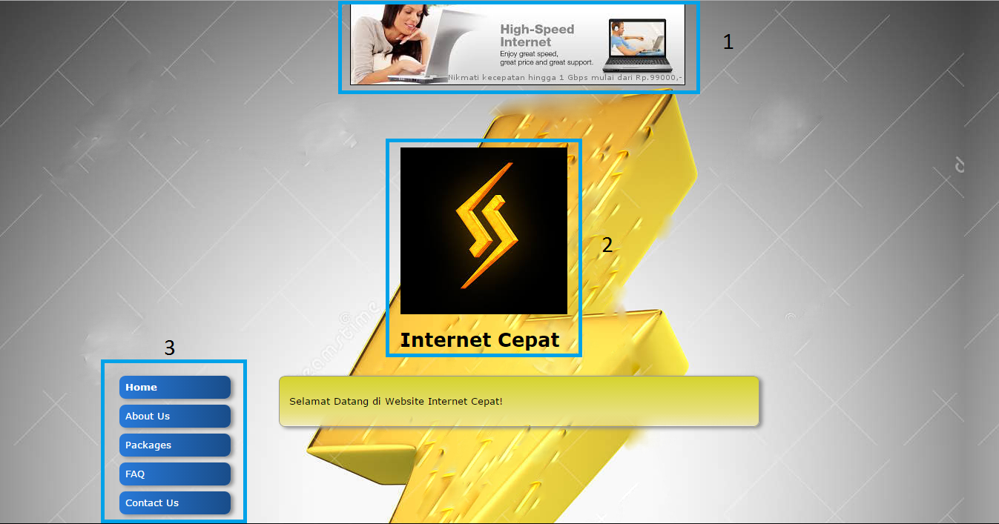 High-Speed
Internet
Enjoy great speed,
great price and great support.
Nikmati kecepatan hingga 1 Gbps mulai dari Rp.99000,-
1
2
Internet Cepat
3
Home
About Us
Packages
FAQ
Contact Us
Selamat Datang di Website Internet Cepat!